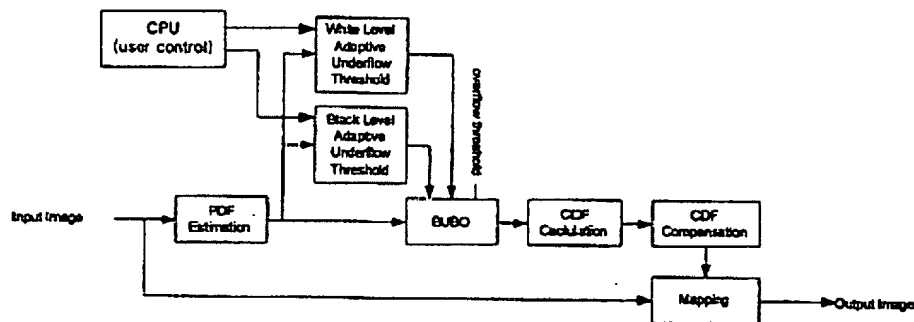 CPU
(user control)
White Level
Adaptive
Underflow
Threshold
Black Level
Adaptive
Underflow
Threshold
overflow threshold
Input Image
PDF
Estimation
BUBO
CDF
Caclulation
CDF
Compensation
Mapping
Output Image